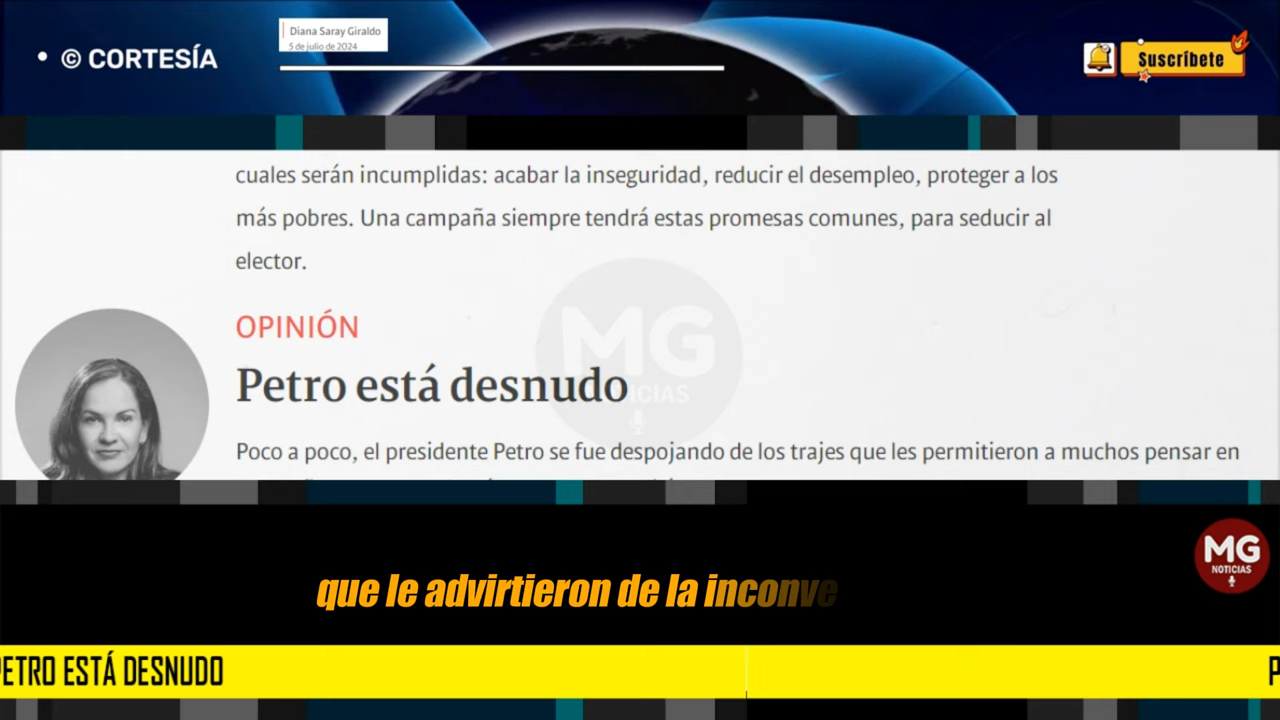 • © CORTESÍA
Diana Saray Giraldo
5 de julio de 2024
Suscríbete
cuales serán incumplidas: acabar la inseguridad, reducir el desempleo, proteger a los
más pobres. Una campaña siempre tendrá estas promesas comunes, para seducir al
elector.
OPINIÓN
Petro está desnudo
MG
NOTICIAS
Poco a poco, el presidente Petro se fue despojando de los trajes que les permitieron a muchos pensar en
que le advirtieron de la inconve
MG
NOTICIAS
PETRO ESTÁ DESNUDO
P